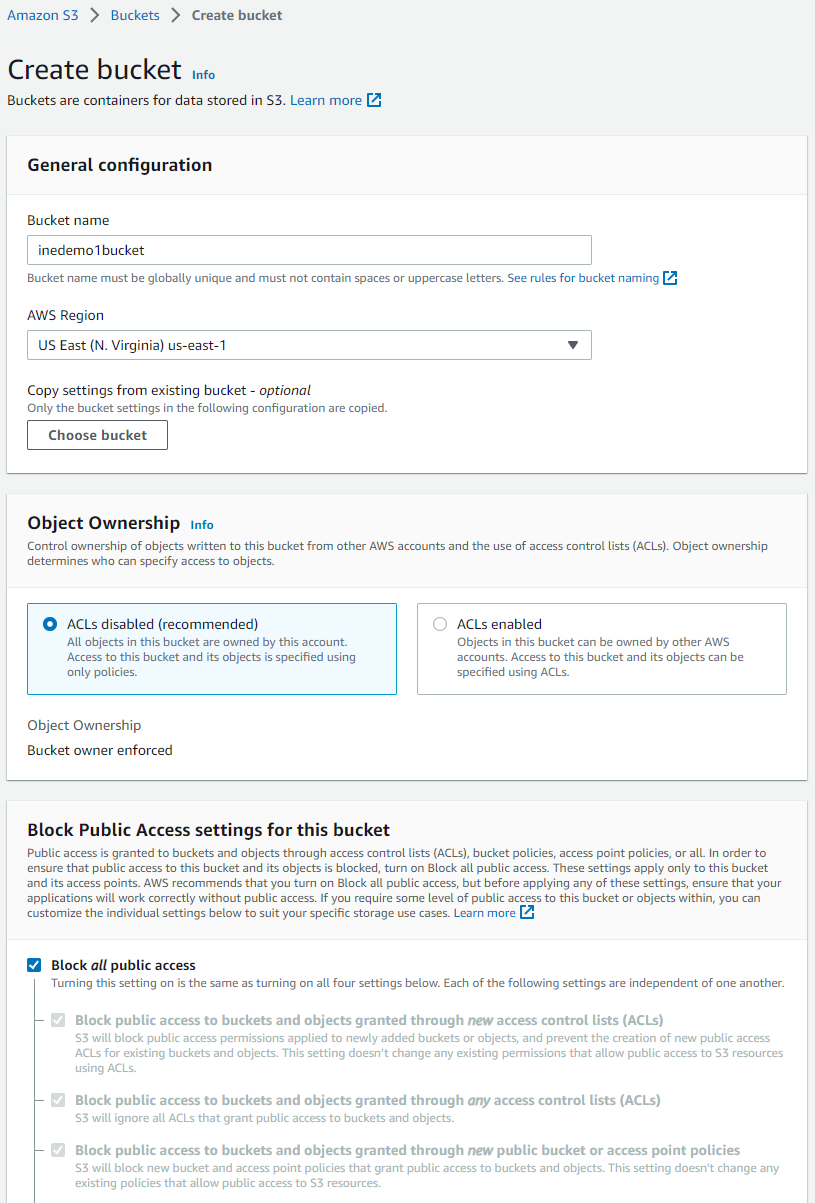 Amazon S3 > Buckets > Create bucket
Create bucket Info
Buckets are containers for data stored in S3. Learn more
General configuration
Bucket name
inedemo1bucket
Bucket name must be globally unique and must not contain spaces or uppercase letters. See rules for bucket naming
AWS Region
US East (N. Virginia) us-east-1
Copy settings from existing bucket - optional
Only the bucket settings in the following configuration are copied.
Choose bucket
Object Ownership Info
Control ownership of objects written to this bucket from other AWS accounts and the use of access control lists (ACLs). Object ownership
determines who can specify access to objects.
ACLs disabled (recommended)
All objects in this bucket are owned by this account.
Access to this bucket and its objects is specified using
only policies.
ACLs enabled
Objects in this bucket can be owned by other AWS
accounts. Access to this bucket and its objects can be
specified using ACLs.
Object Ownership
Bucket owner enforced
Block Public Access settings for this bucket
Public access is granted to buckets and objects through access control lists (ACLs), bucket policies, access point policies, or all. In order to
ensure that public access to this bucket and its objects is blocked, turn on Block all public access. These settings apply only to this bucket
and its access points. AWS recommends that you turn on Block all public access, but before applying any of these settings, ensure that your
applications will work correctly without public access. If you require some level of public access to this bucket or objects within, you can
customize the individual settings below to suit your specific storage use cases. Learn more
Block all public access
Turning this setting on is the same as turning on all four settings below. Each of the following settings are independent of one another.
Block public access to buckets and objects granted through new access control lists (ACLs)
S3 will block public access permissions applied to newly added buckets or objects, and prevent the creation of new public access
ACLs for existing buckets and objects. This setting doesn't change any existing permissions that allow public access to S3 resources
using ACLs.
Block public access to buckets and objects granted through any access control lists (ACLs)
S3 will ignore all ACLs that grant public access to buckets and objects.
Block public access to buckets and objects granted through new public bucket or access point policies
S3 will block new bucket and access point policies that grant public access to buckets and objects. This setting doesn't change any
existing policies that allow public access to S3 resources.